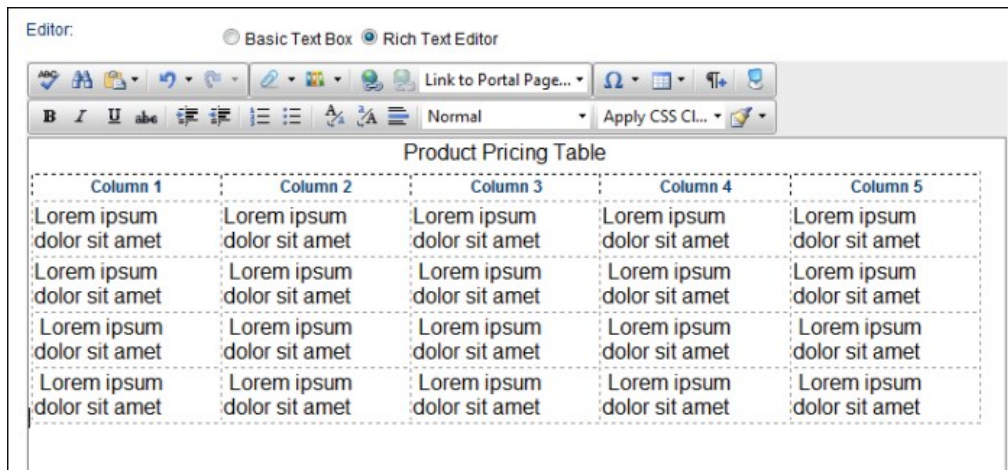 Editor:
Basic Text Box Rich Text Editor
ABC Link to Portal Page... Ω ¶
B I U abc A A Normal Apply CSS Cl...
Product Pricing Table
Column 1 Column 2 Column 3 Column 4 Column 5
Lorem ipsum Lorem ipsum Lorem ipsum Lorem ipsum Lorem ipsum
dolor sit amet dolor sit amet dolor sit amet dolor sit amet dolor sit amet
Lorem ipsum Lorem ipsum Lorem ipsum Lorem ipsum Lorem ipsum
dolor sit amet dolor sit amet dolor sit amet dolor sit amet dolor sit amet
Lorem ipsum Lorem ipsum Lorem ipsum Lorem ipsum Lorem ipsum
dolor sit amet dolor sit amet dolor sit amet dolor sit amet dolor sit amet
Lorem ipsum Lorem ipsum Lorem ipsum Lorem ipsum Lorem ipsum
dolor sit amet dolor sit amet dolor sit amet dolor sit amet dolor sit amet